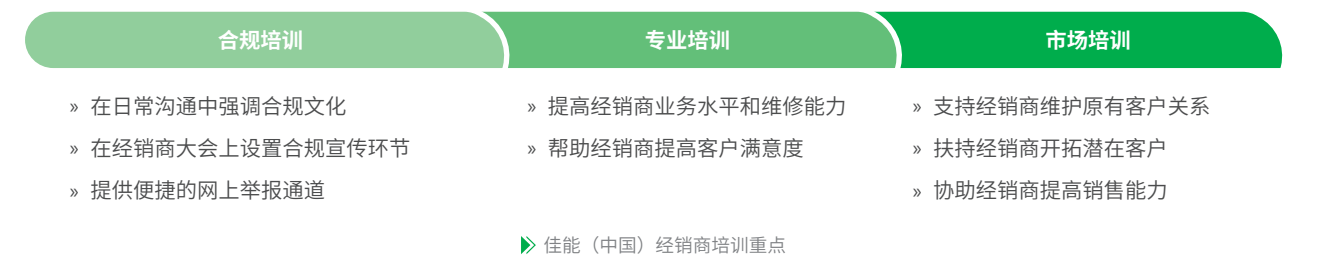 合规培训
» 在日常沟通中强调合规文化
» 在经销商大会上设置合规宣传环节
» 提供便捷的网上举报通道
专业培训
» 提高经销商业务水平和维修能力
» 帮助经销商提高客户满意度
市场培训
» 支持经销商维护原有客户关系
» 扶持经销商开拓潜在客户
» 协助经销商提高销售能力
佳能（中国）经销商培训重点